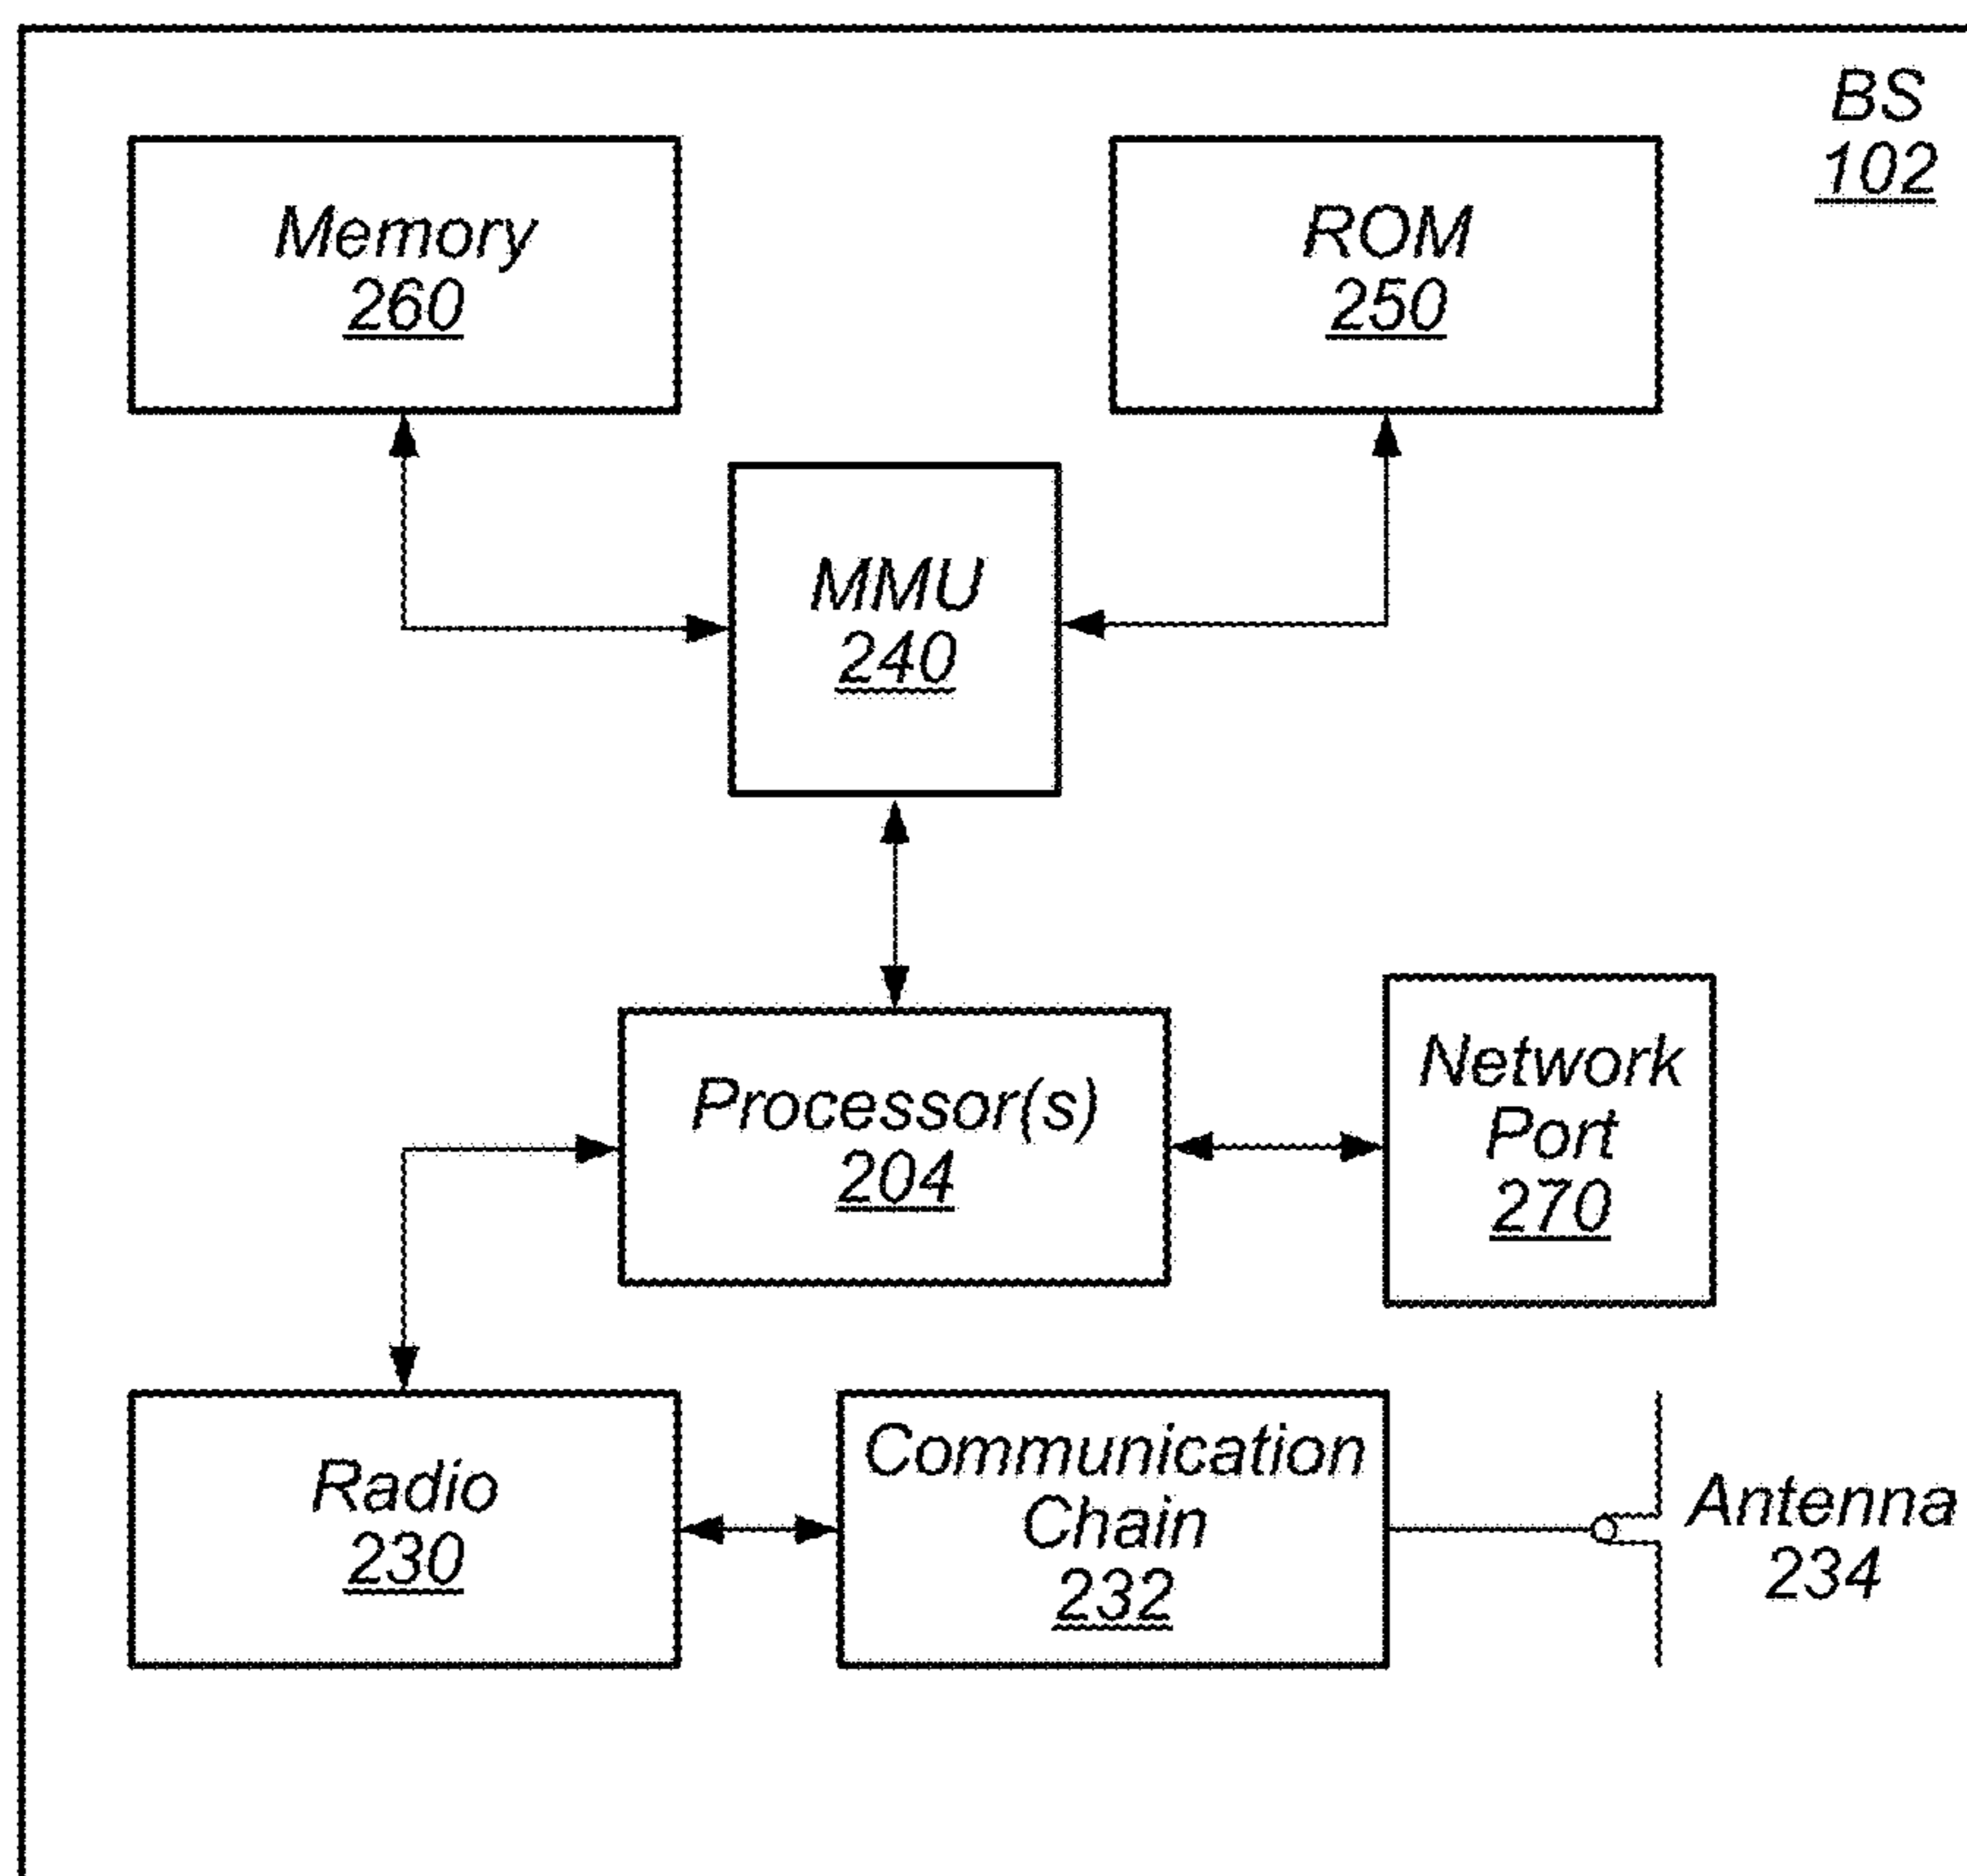 BS
102
Memory
260
ROM
250
MMU
240
Processor(s)
204
Network
Port
270
Radio
230
Communication
Chain
232
Antenna
234